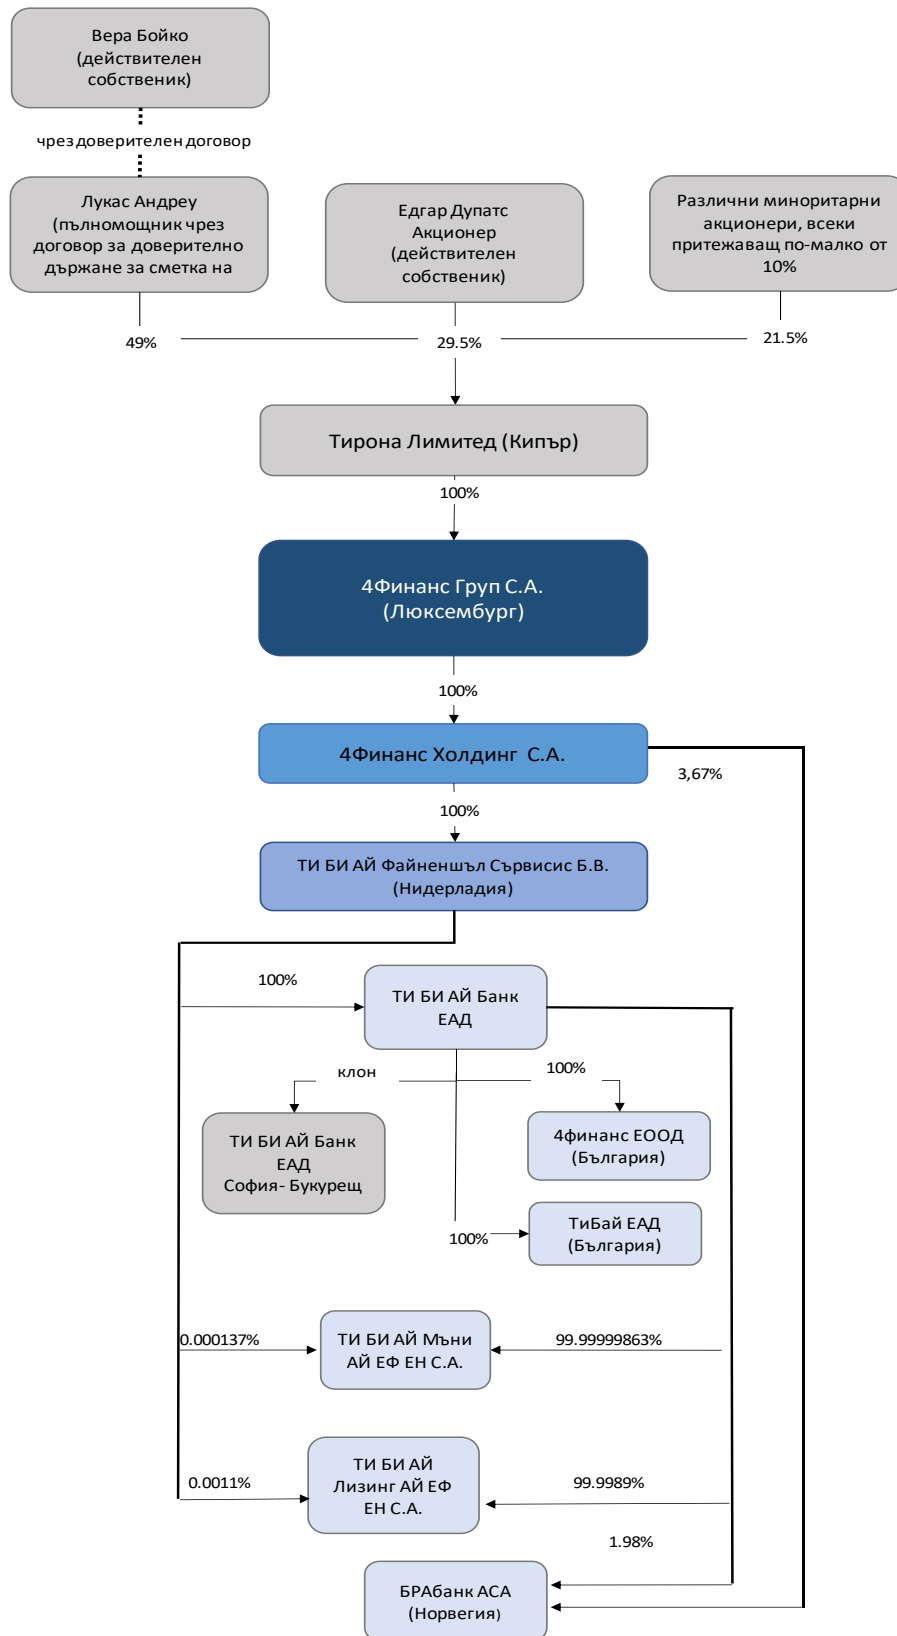 Вера Бойко
(действителен
собственик)
чрез доверителен договор
Лукас Андреу
(пълномощник чрез
договор за доверително
държане за сметка на
Едгар Дупатс
Акционер
(действителен
собственик)
Различни миноритарни
акционери, всеки
притежаващ по-малко от
10%
49%
29.5%
21.5%
Тирона Лимитед (Кипър)
100%
4Финанс Груп С.А.
(Люксембург)
100%
4Финанс Холдинг С.А.
3,67%
100%
ТИ БИ АЙ Файненшъл Сървисис Б.В.
(Нидерладия)
100%
ТИ БИ АЙ Банк
ЕАД
клон
100%
ТИ БИ АЙ Банк
ЕАД
София- Букурещ
4финанс ЕООД
(България)
100%
ТиБай ЕАД
(България)
0.000137%
ТИ БИ АЙ Мъни
АЙ ЕФ ЕН С.А.
99.99999863%
0.0011%
ТИ БИ АЙ
Лизинг АЙ ЕФ
ЕН С.А.
99.9989%
1.98%
БРАбанк АСА
(Норвегия)